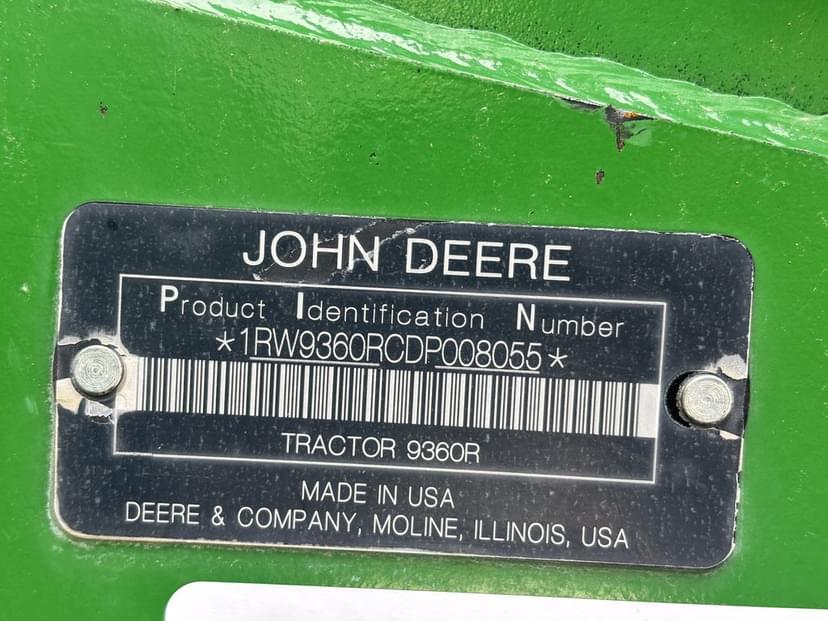 JOHN DEERE
Product Identification Number
*1RW9360RCDP008055*
TRACTOR 9360R
MADE IN USA
DEERE & COMPANY, MOLINE, ILLINOIS, USA